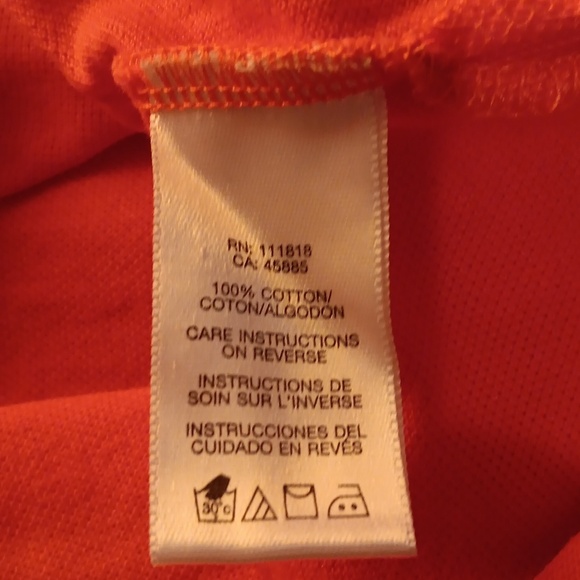 RN: 111818
CA: 45885
100% COTTON/
COTON/ALGODON
CARE INSTRUCTIONS
ON REVERSE
INSTRUCTIONS DE
SOIN SUR L'INVERSE
INSTRUCCIONES DEL
CUIDADO EN REVÉS
30°C